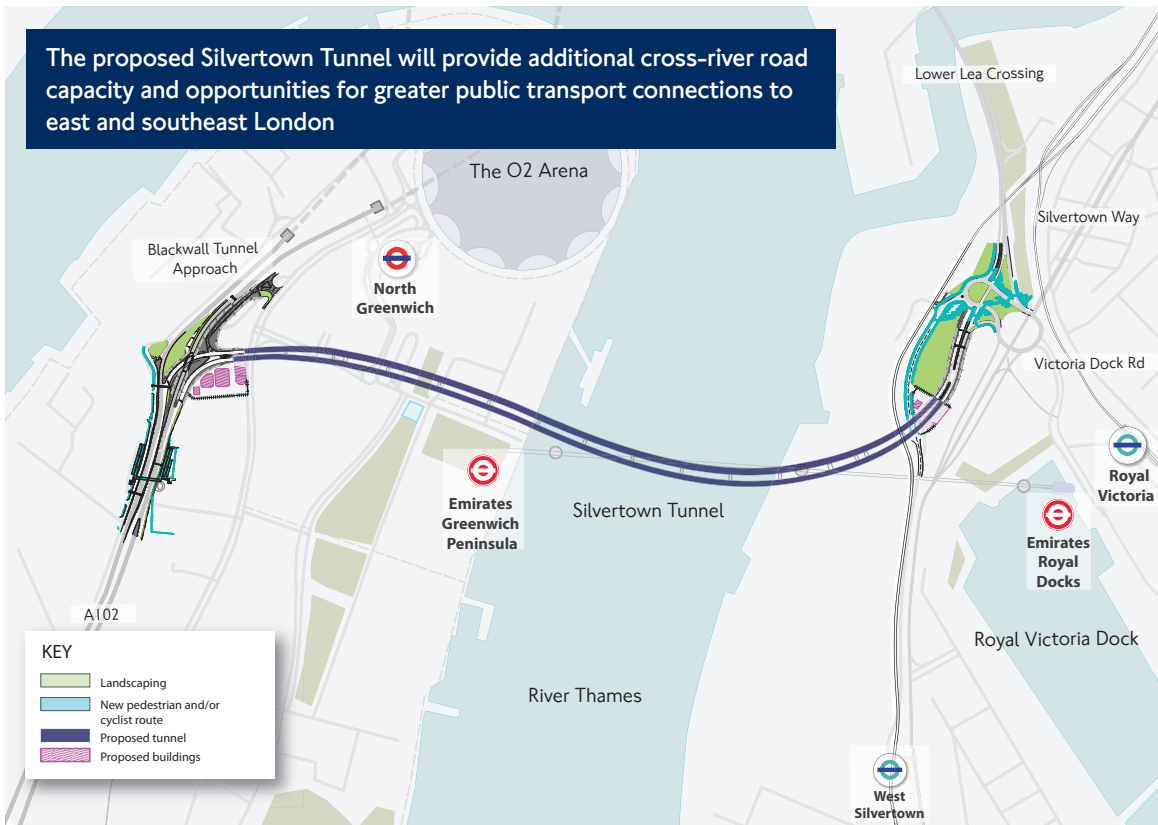 The proposed Silvertown Tunnel will provide additional cross-river road
capacity and opportunities for greater public transport connections to
east and southeast London
Lower Lea Crossing
The O2 Arena
Silvertown Way
Blackwall Tunnel
Approach
North
Greenwich
Victoria Dock Rd
Royal
Victoria
Emirates
Greenwich
Peninsula
Silvertown Tunnel
Emirates
Royal
Docks
A102
Royal Victoria Dock
KEY
Landscaping
New pedestrian and/or
cyclist route
Proposed tunnel
Proposed buildings
River Thames
West
Silvertown